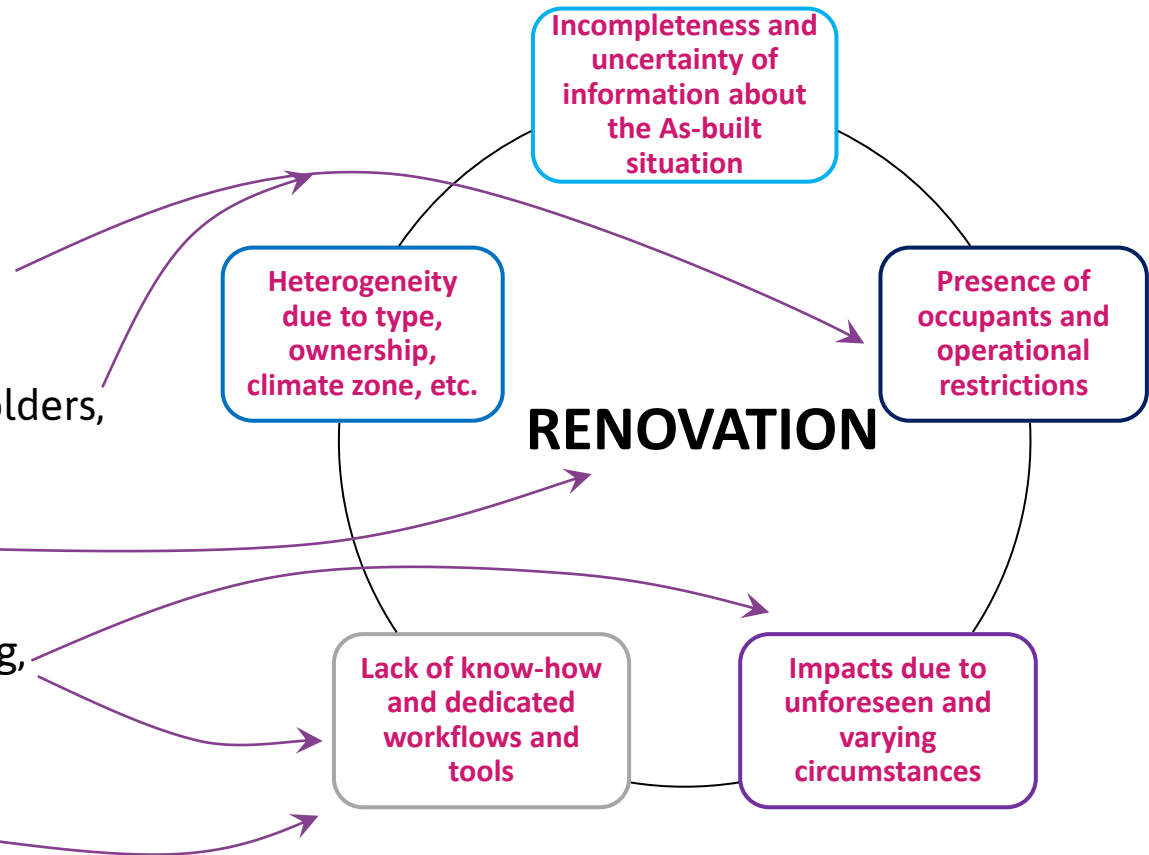 Incompleteness and
uncertainty of
information about
the As-built
situation
Heterogeneity
due to type,
ownership,
climate zone, etc.
Presence of
occupants and
operational
restrictions
olders,
RENOVATION
g,
Lack of know-how
and dedicated
workflows and
tools
Impacts due to
unforeseen and
varying
circumstances